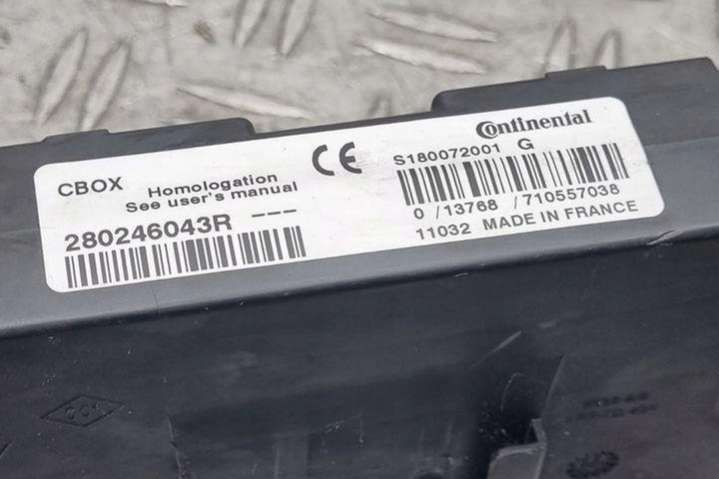 Continental
CBOX
Homologation
See user's manual
CE
S180072001 G
280246043R ---
0 /13768 /710557038
11032 MADE IN FRANCE